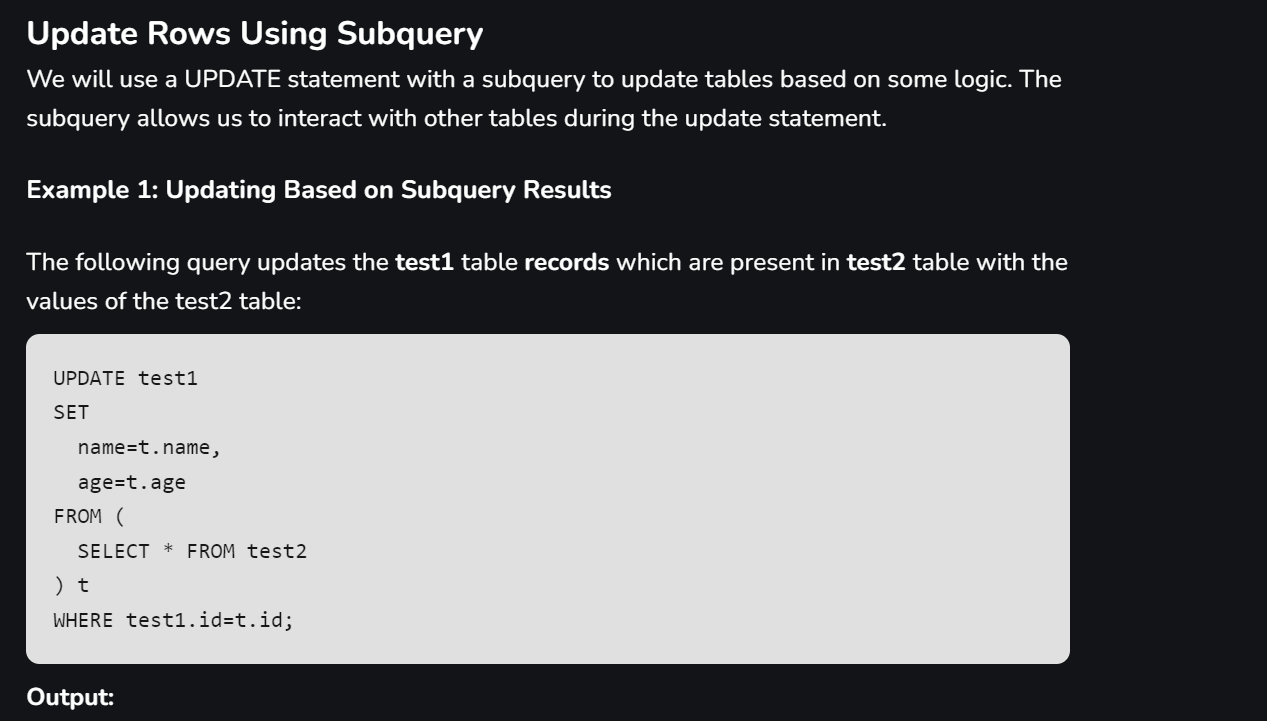 Update Rows Using Subquery
We will use a UPDATE statement with a subquery to update tables based on some logic. The
subquery allows us to interact with other tables during the update statement.
Example 1: Updating Based on Subquery Results
The following query updates the test1 table records which are present in test2 table with the
values of the test2 table:
UPDATE test1
SET
  name=t.name,
  age=t.age
FROM (
  SELECT * FROM test2
) t
WHERE test1.id=t.id;
Output: